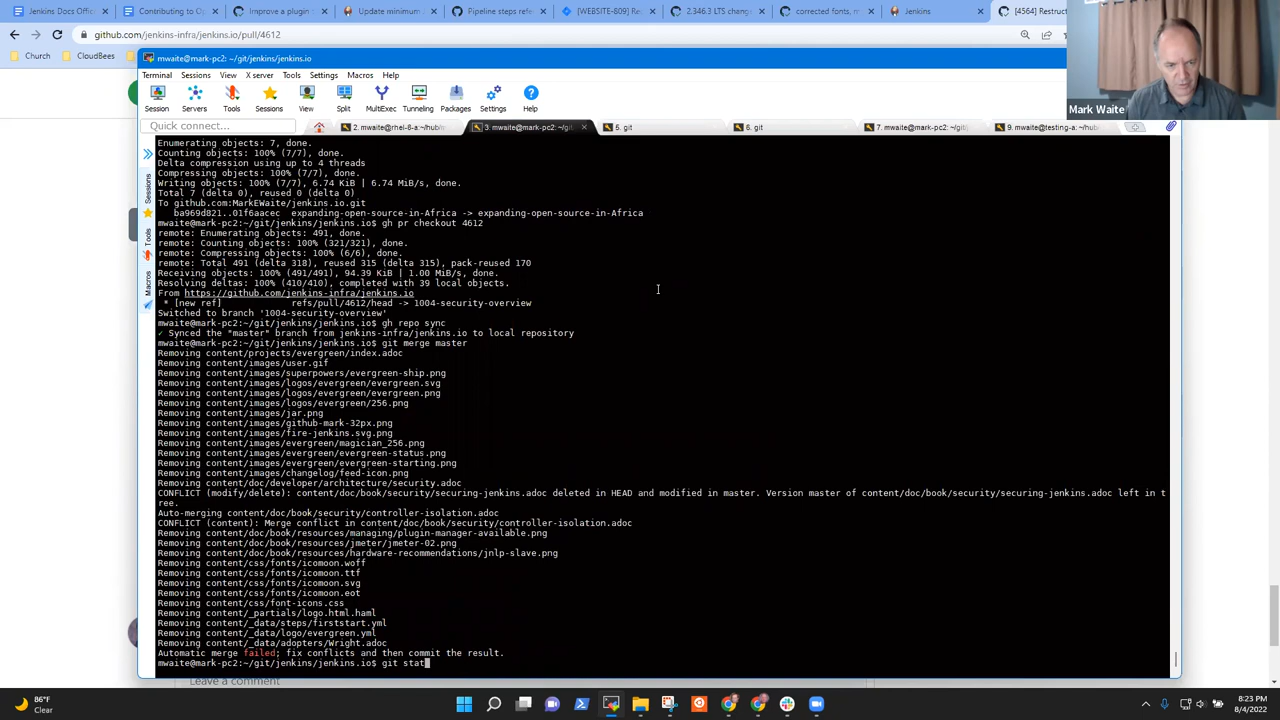 Jenkins Docs Office
Contributing to Op
Improve a plugin
Update minimum
Pipeline steps refe
[WEBSITE-809] Re
2.346.3 LTS change
corrected fonts, m
Jenkins
[4564] Restruct
github.com/jenkins-infra/jenkins.io/pull/4612
Church
CloudBees
mwaite@mark-pc2: ~/git/jenkins/jenkins.io
Mark Waite
Terminal Sessions View X server Tools Settings Macros Help
Session Servers Tools Sessions View Split MultiExec Tunneling Packages Settings Help
Quick connect...
2. mwaite@rhel-8-a:~/hub/
3: mwaite@mark-pc2: ~/git
5. git
6. git
7. mwaite@mark-pc2: ~/git
9. mwaite@testing-a: ~/hub
Sessions
Tools
Macros
Enumerating objects: 7, done.
Counting objects: 100% (7/7), done.
Delta compression using up to 4 threads
Compressing objects: 100% (7/7), done.
Writing objects: 100% (7/7), 6.74 KiB | 6.74 MiB/s, done.
Total 7 (delta 0), reused 0 (delta 0)
To github.com:MarkEWaite/jenkins.io.git
ba969d821..01f6aacec expanding-open-source-in-Africa -> expanding-open-source-in-Africa
mwaite@mark-pc2:~/git/jenkins/jenkins.io$ gh pr checkout 4612
remote: Enumerating objects: 491, done.
remote: Counting objects: 100% (321/321), done.
remote: Compressing objects: 100% (6/6), done.
remote: Total 491 (delta 318), reused 315 (delta 315), pack-reused 170
Receiving objects: 100% (491/491), 94.39 KiB | 1.00 MiB/s, done.
Resolving deltas: 100% (410/410), completed with 39 local objects.
From https://github.com/jenkins-infra/jenkins.io
* [new ref] refs/pull/4612/head -> 1004-security-overview
Switched to branch '1004-security-overview'
mwaite@mark-pc2:~/git/jenkins/jenkins.io$ gh repo sync
✓ Synced the "master" branch from jenkins-infra/jenkins.io to local repository
mwaite@mark-pc2:~/git/jenkins/jenkins.io$ git merge master
Removing content/projects/evergreen/index.adoc
Removing content/images/user.gif
Removing content/images/superpowers/evergreen-ship.png
Removing content/images/logos/evergreen/evergreen.svg
Removing content/images/logos/evergreen/evergreen.png
Removing content/images/logos/evergreen/256.png
Removing content/images/jar.png
Removing content/images/github-mark-32px.png
Removing content/images/fire-jenkins.svg.png
Removing content/images/evergreen/magician_256.png
Removing content/images/evergreen/evergreen-status.png
Removing content/images/evergreen/evergreen-starting.png
Removing content/images/changelog/feed-icon.png
Removing content/doc/developer/architecture/security.adoc
CONFLICT (modify/delete): content/doc/book/security/securing-jenkins.adoc deleted in HEAD and modified in master. Version master of content/doc/book/security/securing-jenkins.adoc left in t
ree.
Auto-merging content/doc/book/security/controller-isolation.adoc
CONFLICT (content): Merge conflict in content/doc/book/security/controller-isolation.adoc
Removing content/doc/book/resources/managing/plugin-manager-available.png
Removing content/doc/book/resources/jmeter/jmeter-02.png
Removing content/doc/book/resources/hardware-recommendations/jnlp-slave.png
Removing content/css/fonts/icomoon.woff
Removing content/css/fonts/icomoon.ttf
Removing content/css/fonts/icomoon.svg
Removing content/css/fonts/icomoon.eot
Removing content/css/font-icons.css
Removing content/_partials/logo.html.haml
Removing content/_data/steps/firststart.yml
Removing content/_data/logo/evergreen.yml
Removing content/_data/adopters/Wright.adoc
Automatic merge failed; fix conflicts and then commit the result.
mwaite@mark-pc2:~/git/jenkins/jenkins.io$ git stat
Leave a comment
86°F
Clear
8:23 PM
8/4/2022